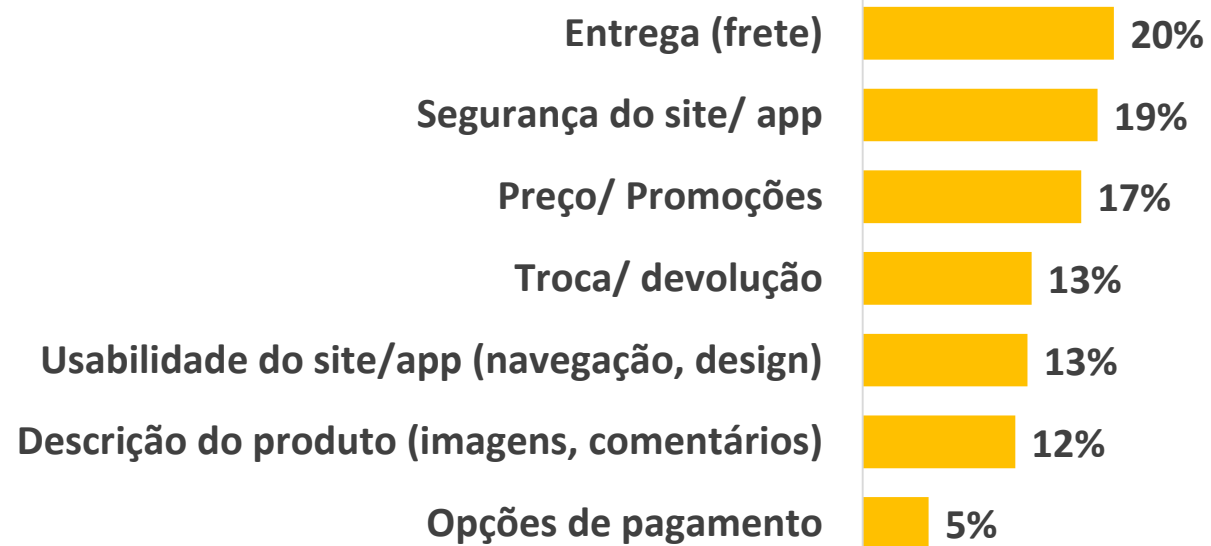 Entrega (frete) 20%
Segurança do site/ app 19%
Preço/ Promoções 17%
Troca/ devolução 13%
Usabilidade do site/app (navegação, design) 13%
Descrição do produto (imagens, comentários) 12%
Opções de pagamento 5%